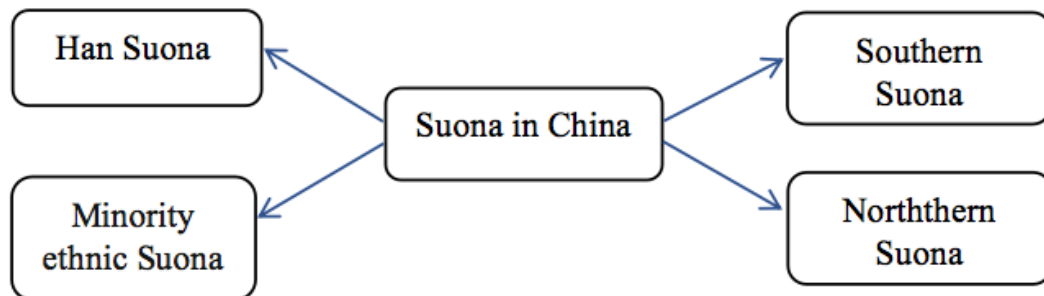 Han Suona
Southern
Suona
Suona in China
Minority
ethnic Suona
Norththern
Suona